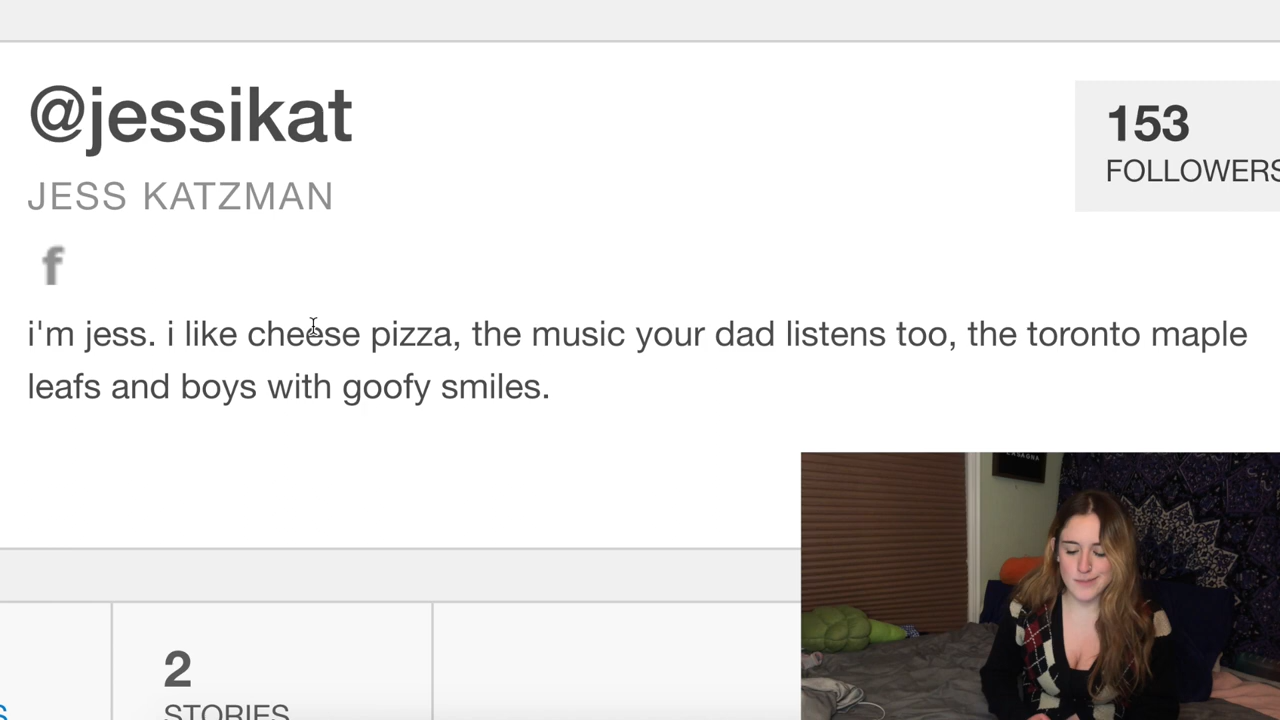 @jessikat
153
FOLLOWERS
JESS KATZMAN
f
i'm jess. i like cheese pizza, the music your dad listens too, the toronto maple
leafs and boys with goofy smiles.
2
STORIES